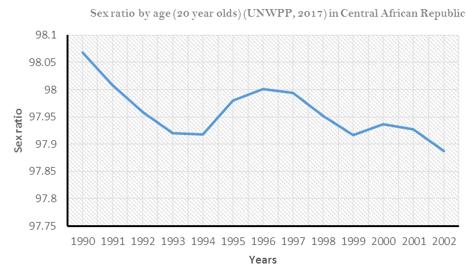 Sex ratio by age (20 year olds) (UNWPP, 2017) in Central African Republic
98.1
98.05
98
97.95
97.9
97.85
97.8
97.75
Sex ratio
1990 1991 1992 1993 1994 1995 1996 1997 1998 1999 2000 2001 2002
Years